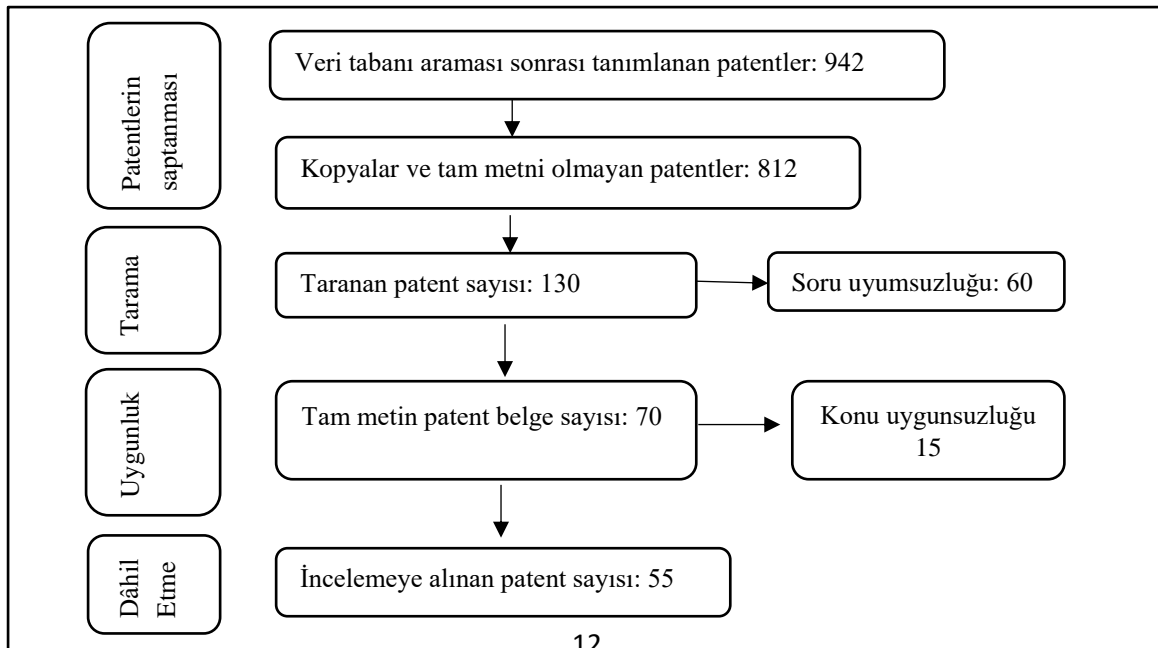 Patentlerin
saptanması
Veri tabanı araması sonrası tanımlanan patentler: 942
Kopyalar ve tam metni olmayan patentler: 812
Tarama
Taranan patent sayısı: 130
Soru uyumsuzluğu: 60
Uygunluk
Tam metin patent belge sayısı: 70
Konu uygunsuzluğu
15
Dâhil
Etme
İncelemeye alınan patent sayısı: 55
12